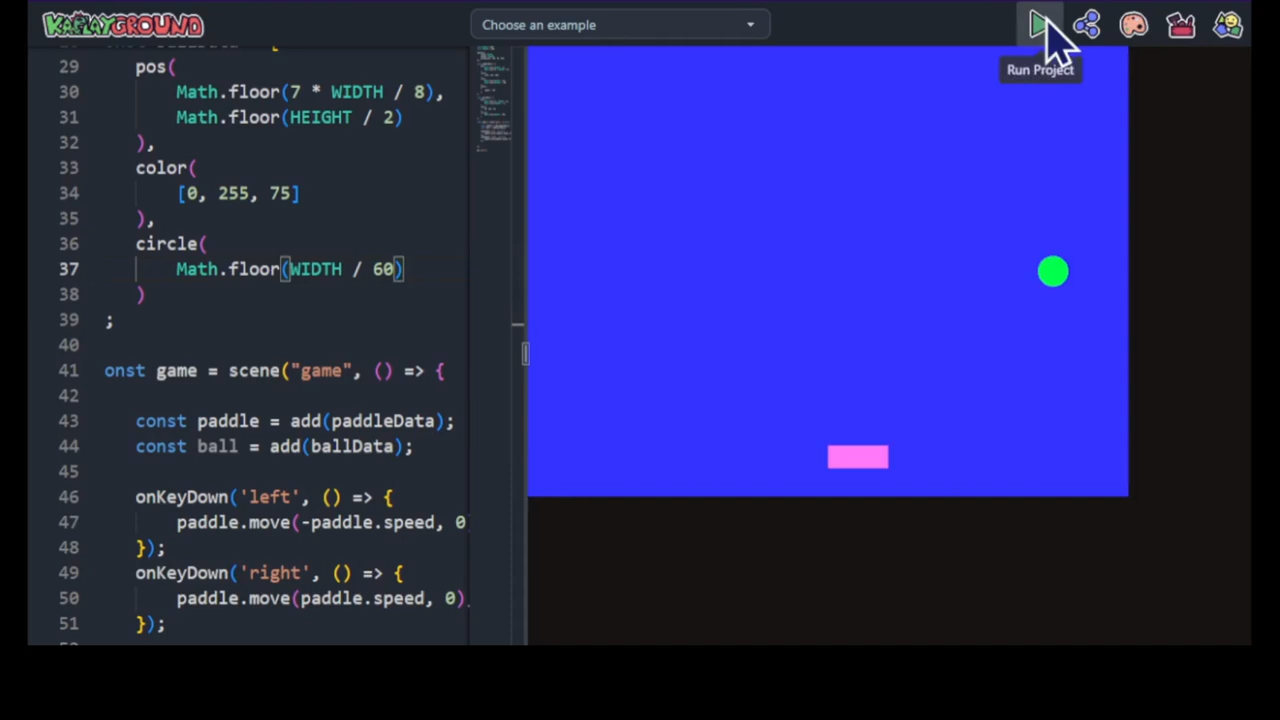 KAPLAYGROUND
Choose an example
Run Project
29 pos(
30 Math.floor(7 * WIDTH / 8),
31 Math.floor(HEIGHT / 2)
32 ),
33 color(
34 [0, 255, 75]
35 ),
36 circle(
37 Math.floor(WIDTH / 60)
38 )
39 ;
40
41 onst game = scene("game", () => {
42
43 const paddle = add(paddleData);
44 const ball = add(ballData);
45
46 onKeyDown('left', () => {
47 paddle.move(-paddle.speed, 0
48 });
49 onKeyDown('right', () => {
50 paddle.move(paddle.speed, 0)
51 });